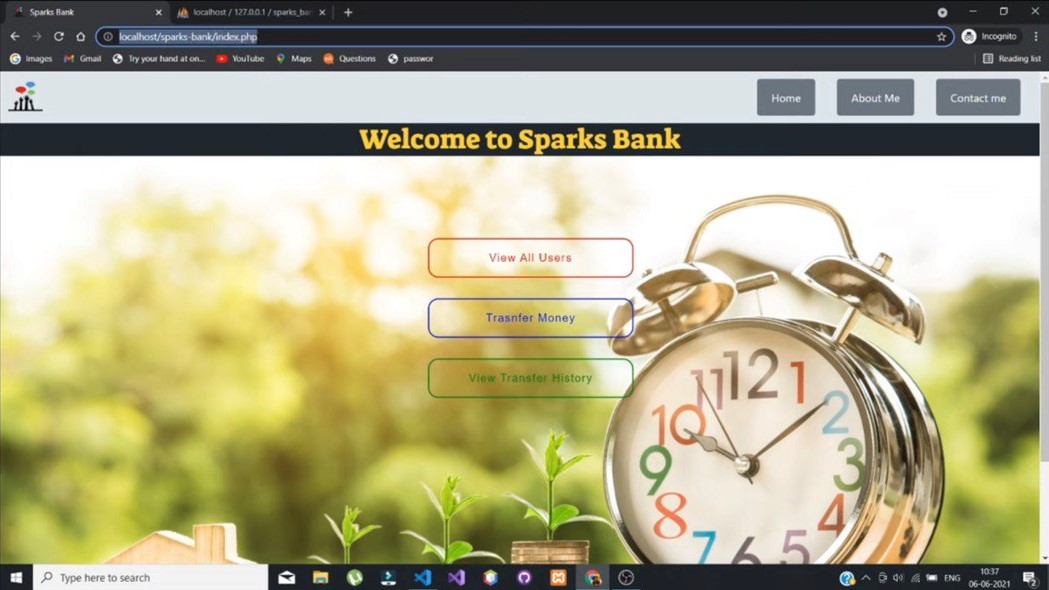 Sparks Bank
localhost / 127.0.0.1 / sparks_ba
localhost/sparks-bank/index.php
Incognito
Images
Gmail
Try your hand at on...
YouTube
Maps
Questions
passwor
Reading list
Home
About Me
Contact me
Welcome to Sparks Bank
View All Users
Trasnfer Money
View Transfer History
11 12 1
10 2
9 3
8 4
7 6 5
Type here to search
ENG
10:37
06-06-2021
2